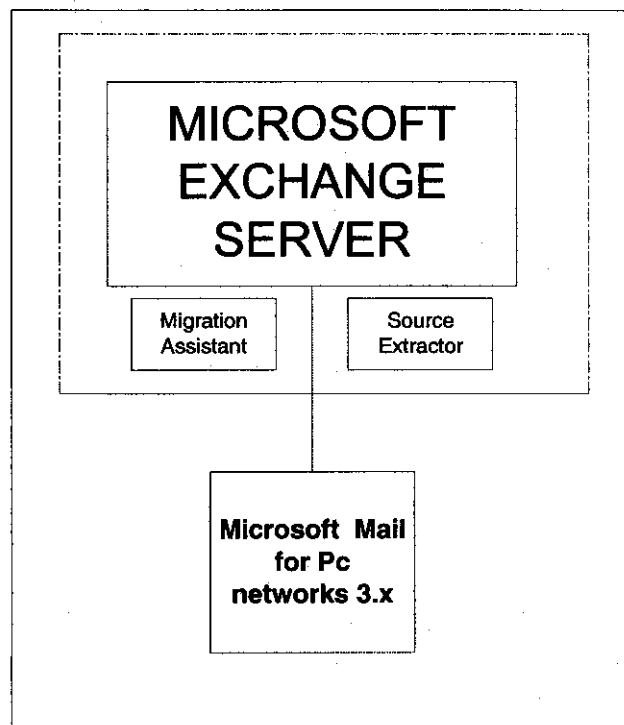 MICROSOFT
EXCHANGE
SERVER
Migration
Assistant
Source
Extractor
Microsoft Mail
for Pc
networks 3.x